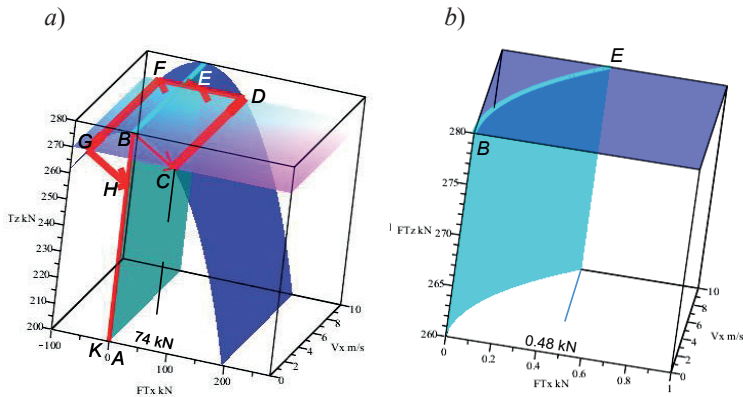 a)
b)
F
E
D
G
B
C
H
280
270
260
250
240
230
220
210
200
Tz kN
−100
K A
0
74 kN
100
200
FTx kN
0
2
4
6
8
10
Vx m/s
E
B
280
275
270
265
260
l FTz kN
0
0.2
0.48 kN
0.4
0.6
0.8
1
FTx kN
0
2
4
6
8
10
Vx m/s